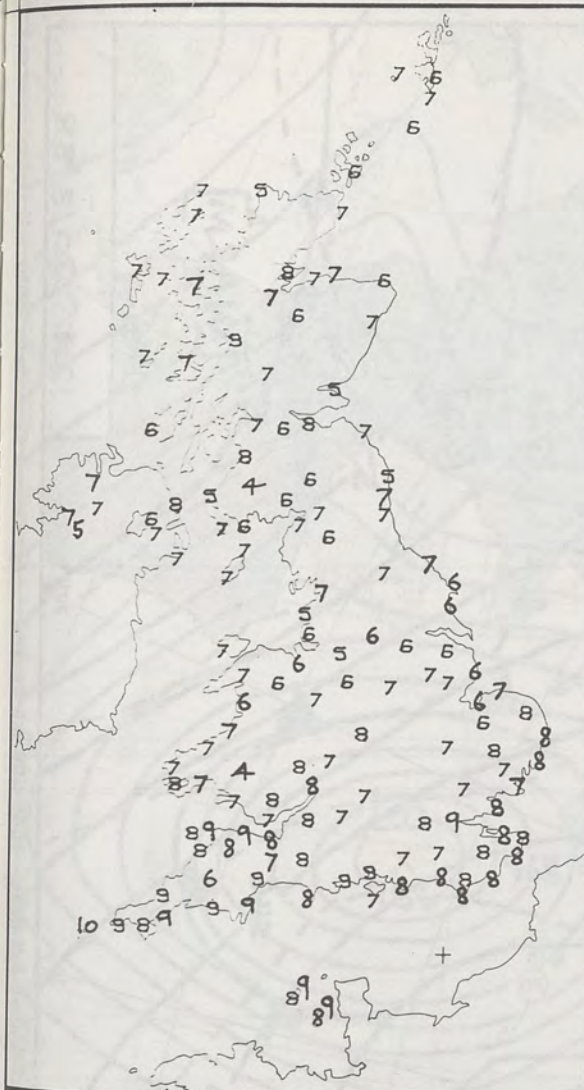 7 6
7
6
6
7 5
7 7
7 7 7 8 7 7 6
7 6 7
9
7 7 7
5
6 7 6 8 7
8
7 5 4 6 5
7 7 8 6 6 7
7 5 6 7 7 6 7 7 6
7 7
7 7 7 6
7 6
5
6 6
7 6 5 6 6
7 6 6 7 7 6
6 7 7 6
7 8 6 8
7 7 8 8
7 4 8 7 7 8
8 7 8 7 7
7 8 7 8
7 8 7 8 9
8 9 9 8 8 8
8 8 7 8 7 7 8 8
6 9 9 9 8 8 8 8
9 9 9 8 7 8
10 9 8 9
9
8 9
8